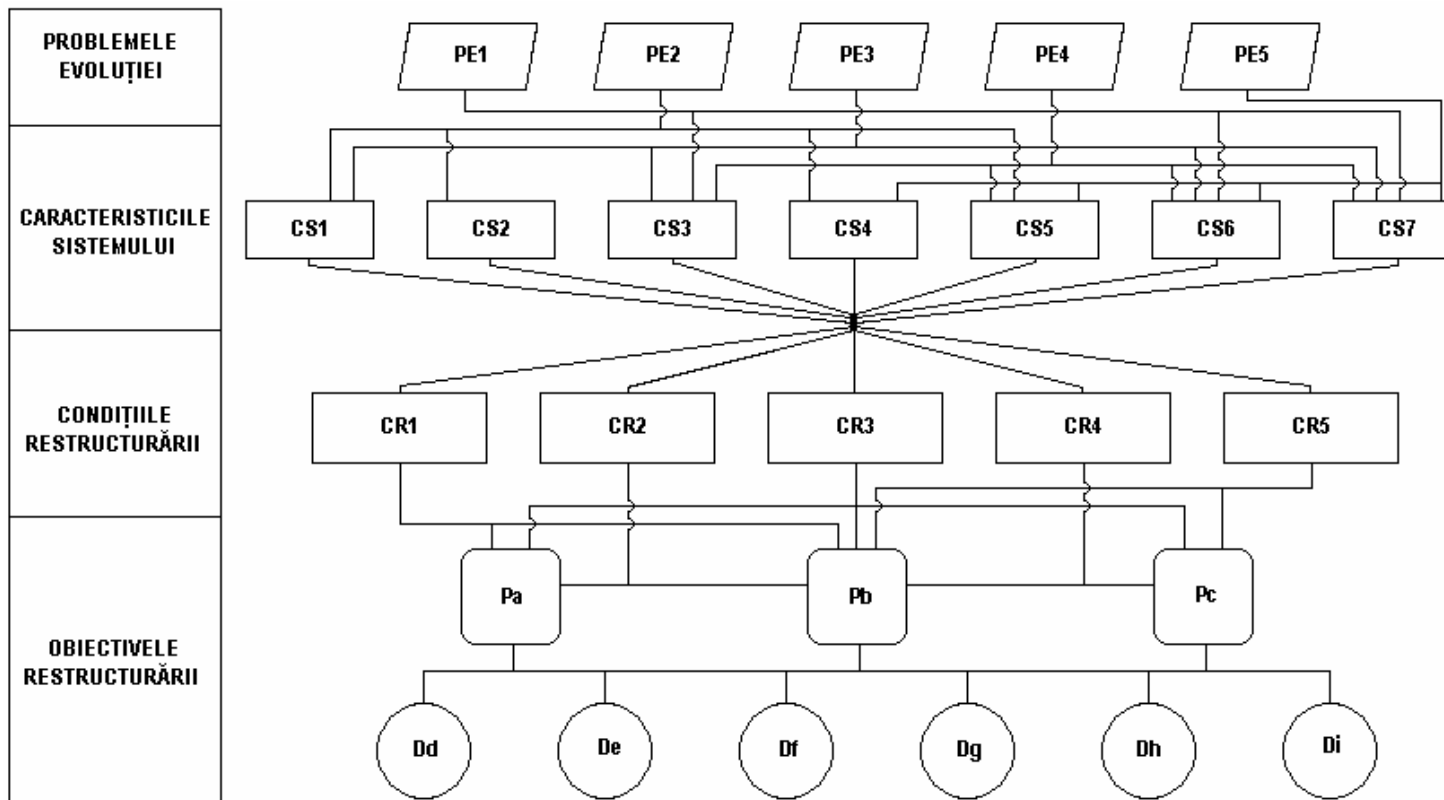 PROBLEMELE
EVOLUȚIEI
PE1
PE2
PE3
PE4
PE5
CARACTERISTICILE
SISTEMULUI
CS1
CS2
CS3
CS4
CS5
CS6
CS7
CONDIȚIILE
RESTRUCTURĂRII
CR1
CR2
CR3
CR4
CR5
OBIECTIVELE
RESTRUCTURĂRII
Pa
Pb
Pc
Dd
De
Df
Dg
Dh
Di